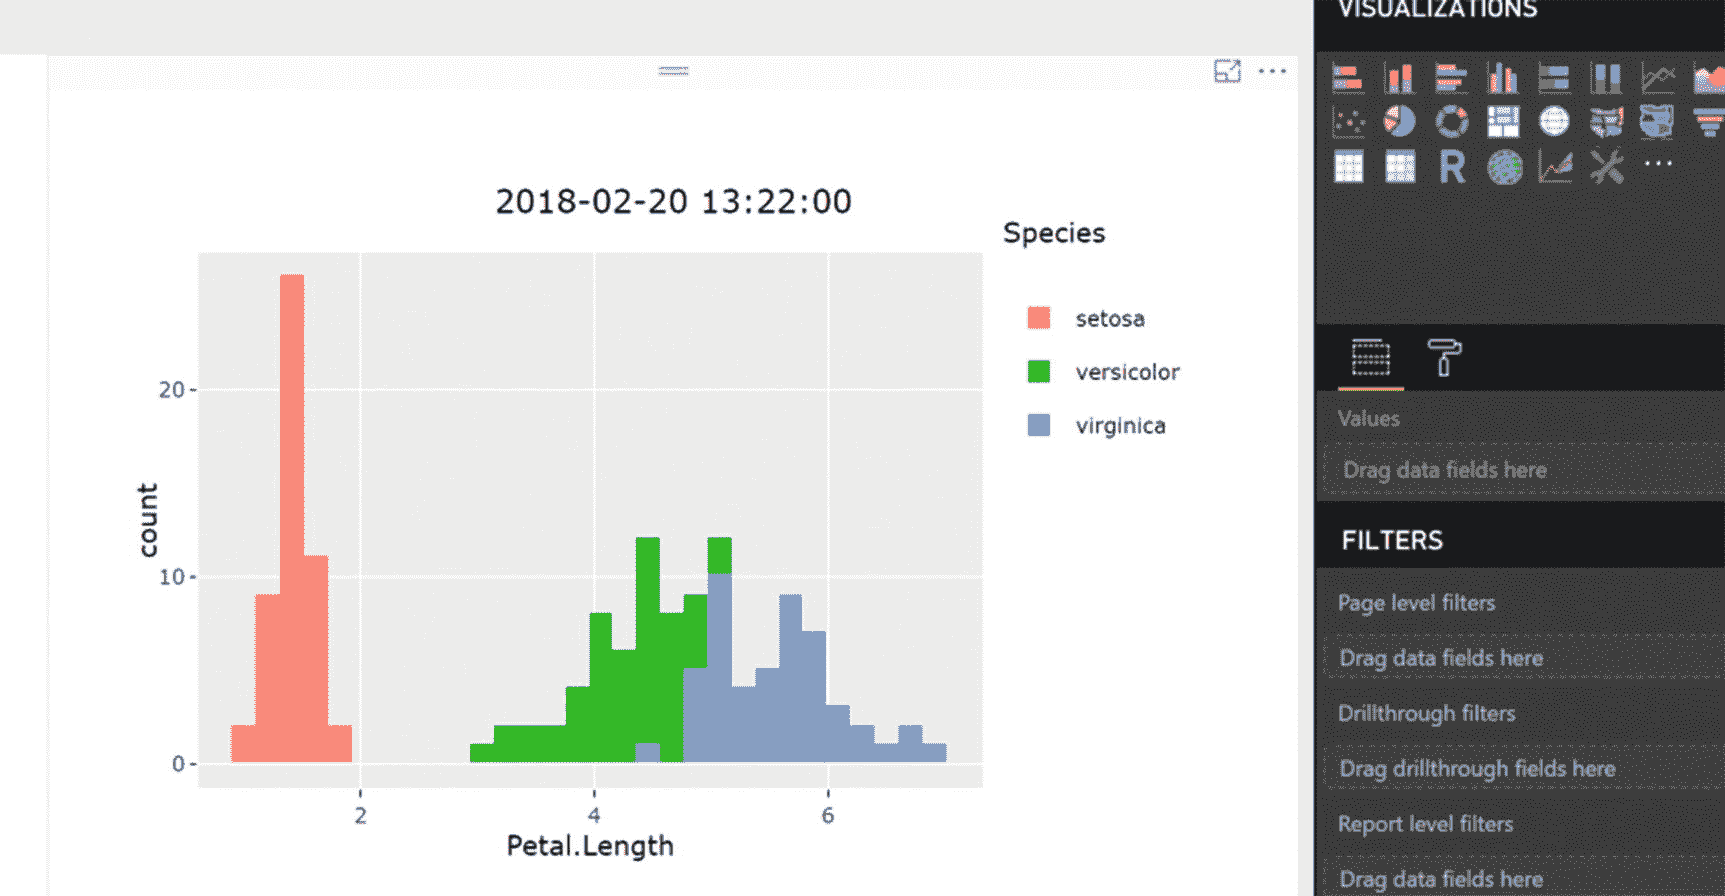 VISUALIZATIONS
2018-02-20 13:22:00
Species
setosa
versicolor
virginica
20
10
0
count
2 4 6
Petal.Length
R
Values
Drag data fields here
FILTERS
Page level filters
Drag data fields here
Drillthrough filters
Drag drillthrough fields here
Report level filters
Drag data fields here